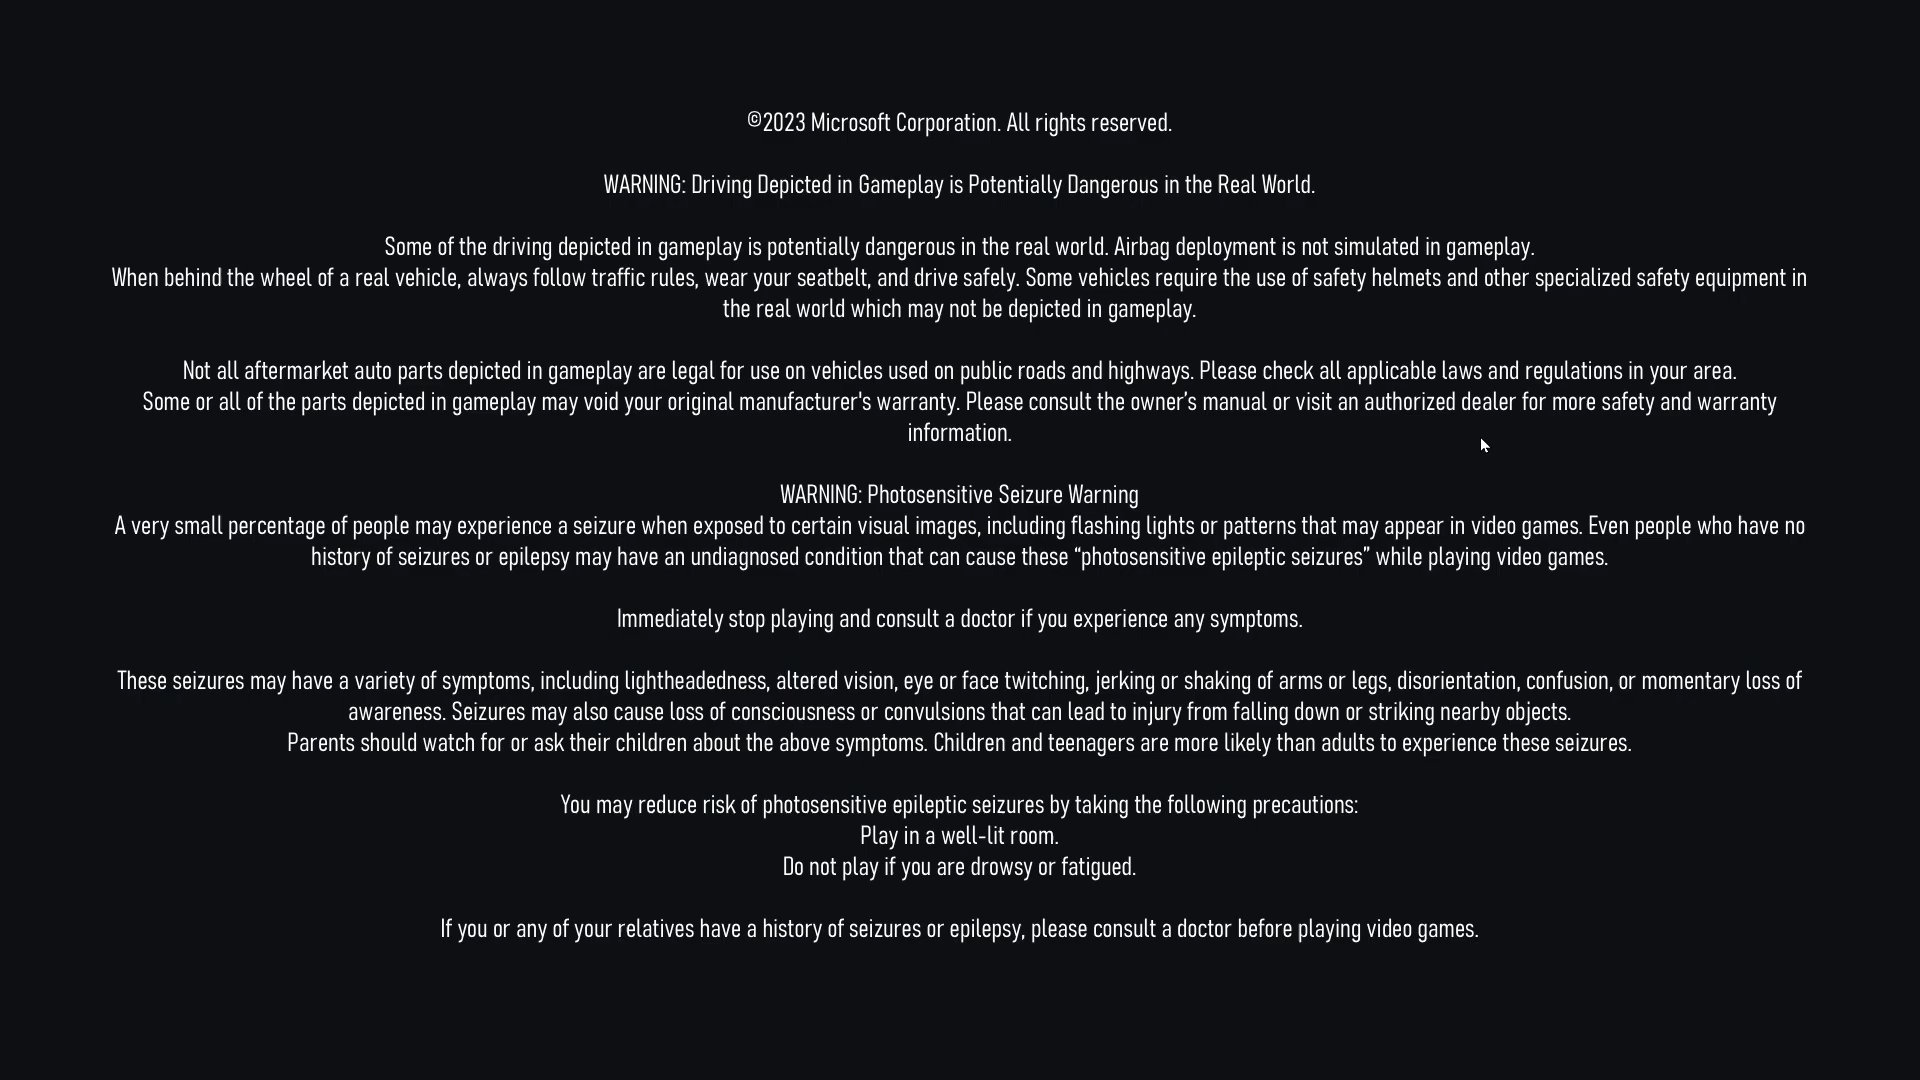 ©2023 Microsoft Corporation. All rights reserved.
WARNING: Driving Depicted in Gameplay is Potentially Dangerous in the Real World.
Some of the driving depicted in gameplay is potentially dangerous in the real world. Airbag deployment is not simulated in gameplay.
When behind the wheel of a real vehicle, always follow traffic rules, wear your seatbelt, and drive safely. Some vehicles require the use of safety helmets and other specialized safety equipment in
the real world which may not be depicted in gameplay.
Not all aftermarket auto parts depicted in gameplay are legal for use on vehicles used on public roads and highways. Please check all applicable laws and regulations in your area.
Some or all of the parts depicted in gameplay may void your original manufacturer's warranty. Please consult the owner’s manual or visit an authorized dealer for more safety and warranty
information.
WARNING: Photosensitive Seizure Warning
A very small percentage of people may experience a seizure when exposed to certain visual images, including flashing lights or patterns that may appear in video games. Even people who have no
history of seizures or epilepsy may have an undiagnosed condition that can cause these “photosensitive epileptic seizures” while playing video games.
Immediately stop playing and consult a doctor if you experience any symptoms.
These seizures may have a variety of symptoms, including lightheadedness, altered vision, eye or face twitching, jerking or shaking of arms or legs, disorientation, confusion, or momentary loss of
awareness. Seizures may also cause loss of consciousness or convulsions that can lead to injury from falling down or striking nearby objects.
Parents should watch for or ask their children about the above symptoms. Children and teenagers are more likely than adults to experience these seizures.
You may reduce risk of photosensitive epileptic seizures by taking the following precautions:
Play in a well-lit room.
Do not play if you are drowsy or fatigued.
If you or any of your relatives have a history of seizures or epilepsy, please consult a doctor before playing video games.